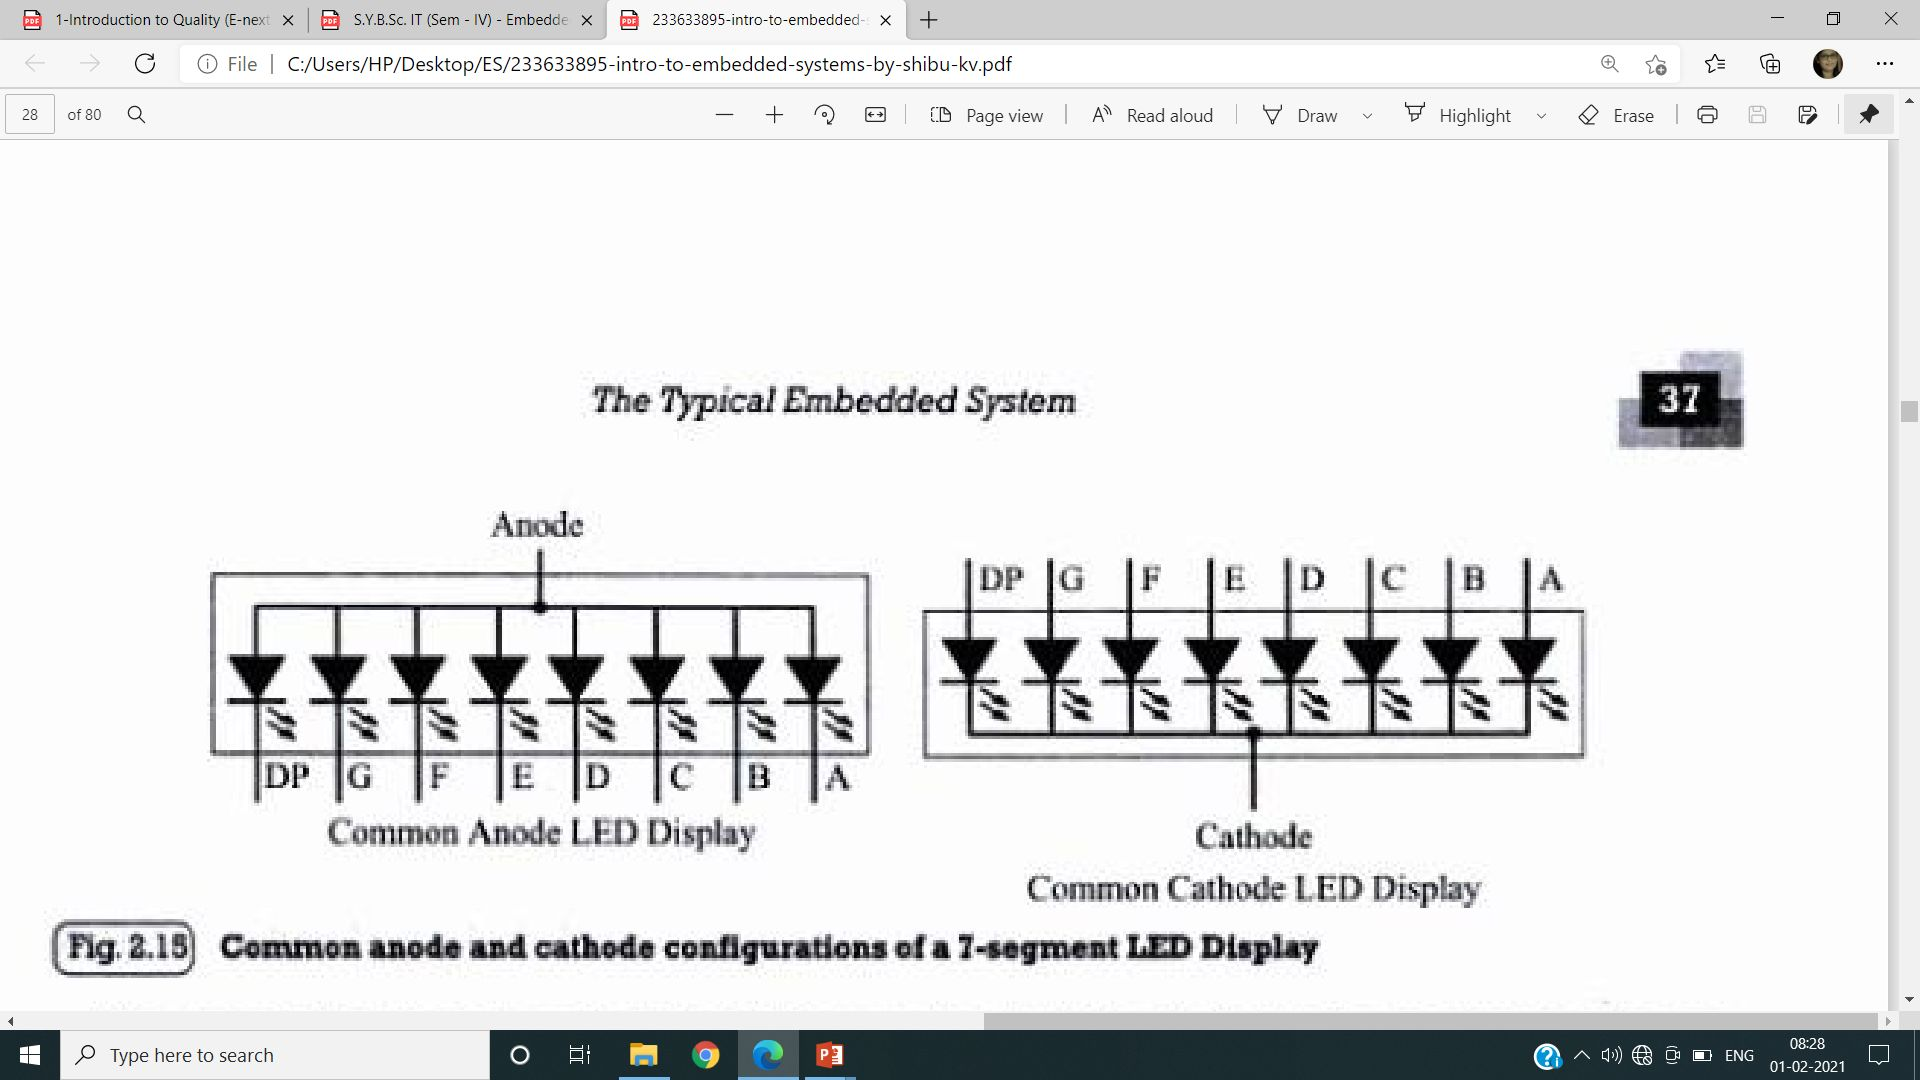 1-Introduction to Quality (E-next
S.Y.B.Sc. IT (Sem - IV) - Embedde
233633895-intro-to-embedded-s
File
C:/Users/HP/Desktop/ES/233633895-intro-to-embedded-systems-by-shibu-kv.pdf
28 of 80
Page view
Read aloud
Draw
Highlight
Erase
The Typical Embedded System
37
Anode
DP G F E D C B A
Common Anode LED Display
DP G F E D C B A
Cathode
Common Cathode LED Display
Fig. 2.15 Common anode and cathode configurations of a 7-segment LED Display
Type here to search
ENG
08:28
01-02-2021